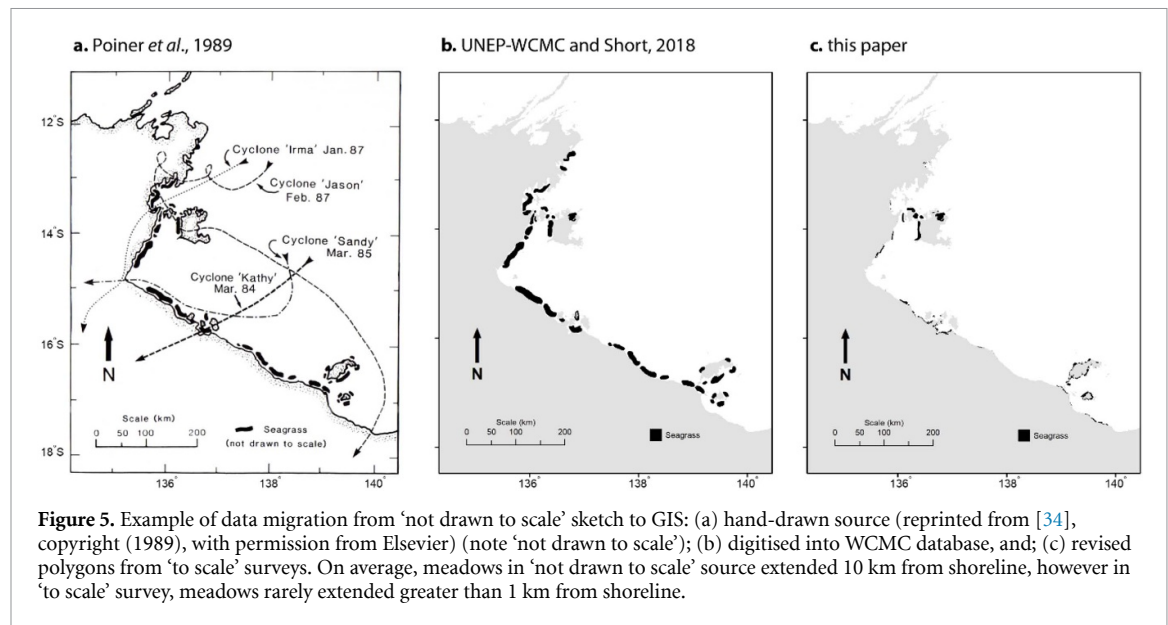 a. Poiner et al., 1989
b. UNEP-WCMC and Short, 2018
c. this paper
12°S
14°S
16°S
18°S
Cyclone 'Irma' Jan. 87
Cyclone 'Jason'
Feb. 87
Cyclone 'Sandy'
Mar. 85
Cyclone 'Kathy'
Mar. 84
N
Scale (km)
0 50 100 200
Seagrass
(not drawn to scale)
136°
138°
140°
N
Scale (km)
0 50 100 200
Seagrass
136°
138°
140°
N
Scale (km)
0 50 100 200
Seagrass
136°
138°
140°
Figure 5. Example of data migration from 'not drawn to scale' sketch to GIS: (a) hand-drawn source (reprinted from [34],
copyright (1989), with permission from Elsevier) (note 'not drawn to scale'); (b) digitised into WCMC database, and; (c) revised
polygons from 'to scale' surveys. On average, meadows in 'not drawn to scale' source extended 10 km from shoreline, however in
'to scale' survey, meadows rarely extended greater than 1 km from shoreline.